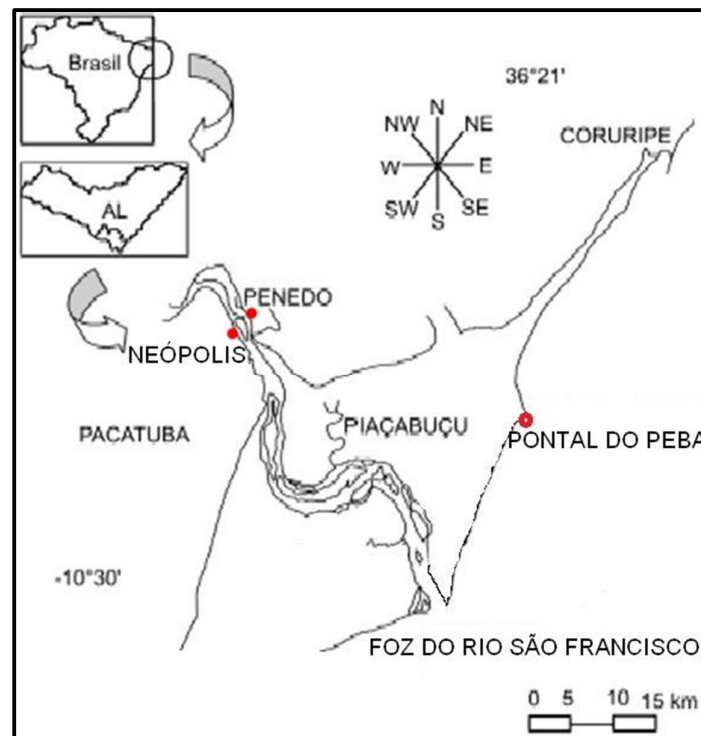 Brasil
36°21'
N
NW NE
CORURIPE
W E
SW SE
S
AL
PENEDO
NEÓPOLIS
PACATUBA
PIAÇABUÇU
PONTAL DO PEBA
-10°30'
FOZ DO RIO SÃO FRANCISCO
0 5 10 15 km